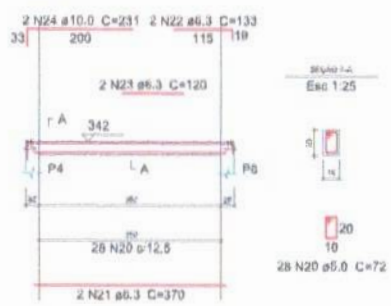 2 N24 ø10.0 C=231
2 N22 ø6.3 C=133
33
200
115
19
2 N23 ø6.3 C=120
Esc 1:25
A
342
P4
A
P8
20
10
28 N20 c/12.5
28 N20 ø5.0 C=72
2 N21 ø6.3 C=370